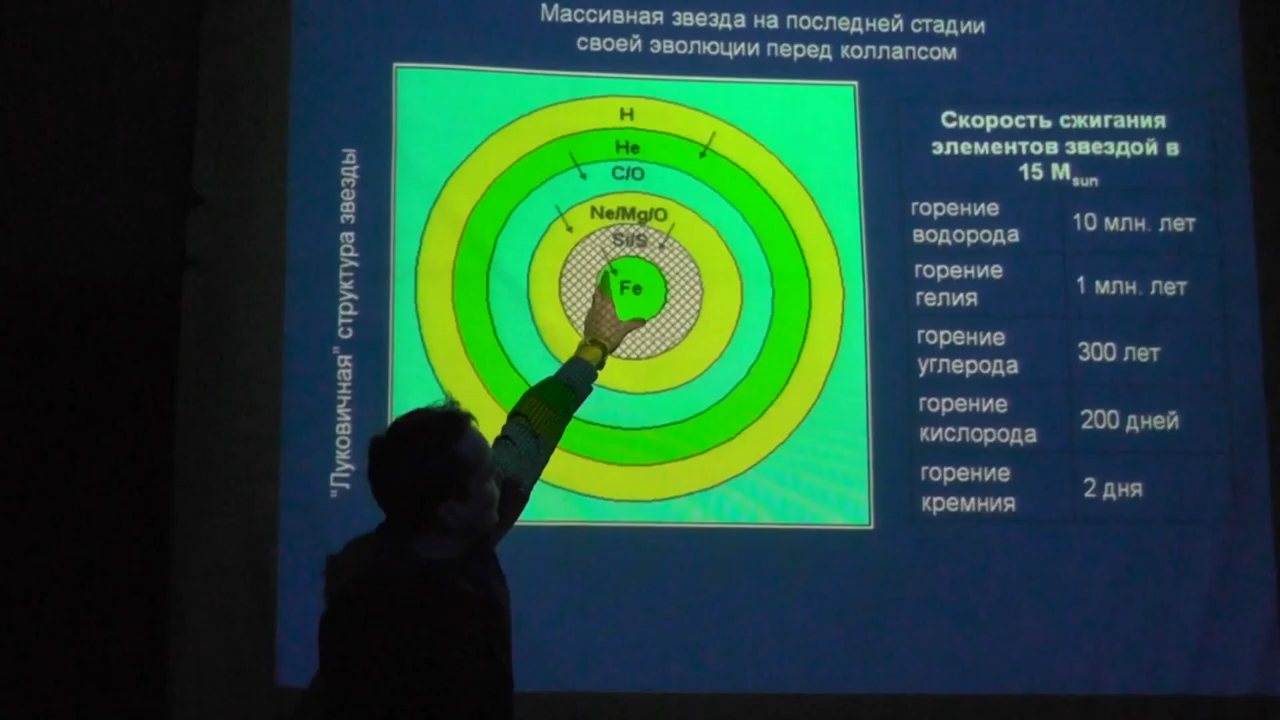 Массивная звезда на последней стадии
своей эволюции перед коллапсом
"Луковичная" структура звезды
H
He
C/O
Ne/Mg/O
Si/S
Fe
Скорость сжигания
элементов звездой в
15 Msun
горение
водорода
10 млн. лет
горение
гелия
1 млн. лет
горение
углерода
300 лет
горение
кислорода
200 дней
горение
кремния
2 дня